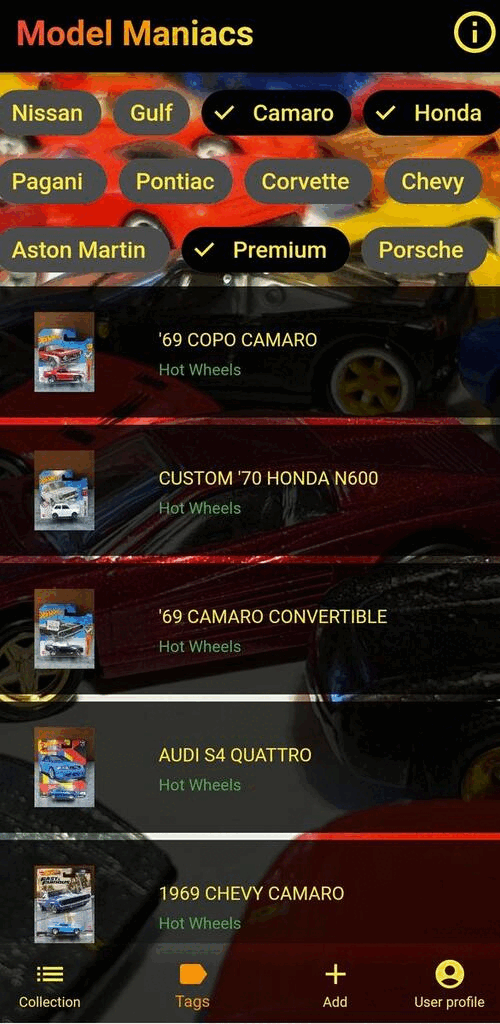 Model Maniacs
Nissan Gulf Camaro Honda
Pagani Pontiac Corvette Chevy
Aston Martin Premium Porsche
'69 COPO CAMARO
Hot Wheels
CUSTOM '70 HONDA N600
Hot Wheels
'69 CAMARO CONVERTIBLE
Hot Wheels
AUDI S4 QUATTRO
Hot Wheels
1969 CHEVY CAMARO
Hot Wheels
Collection Tags Add User profile